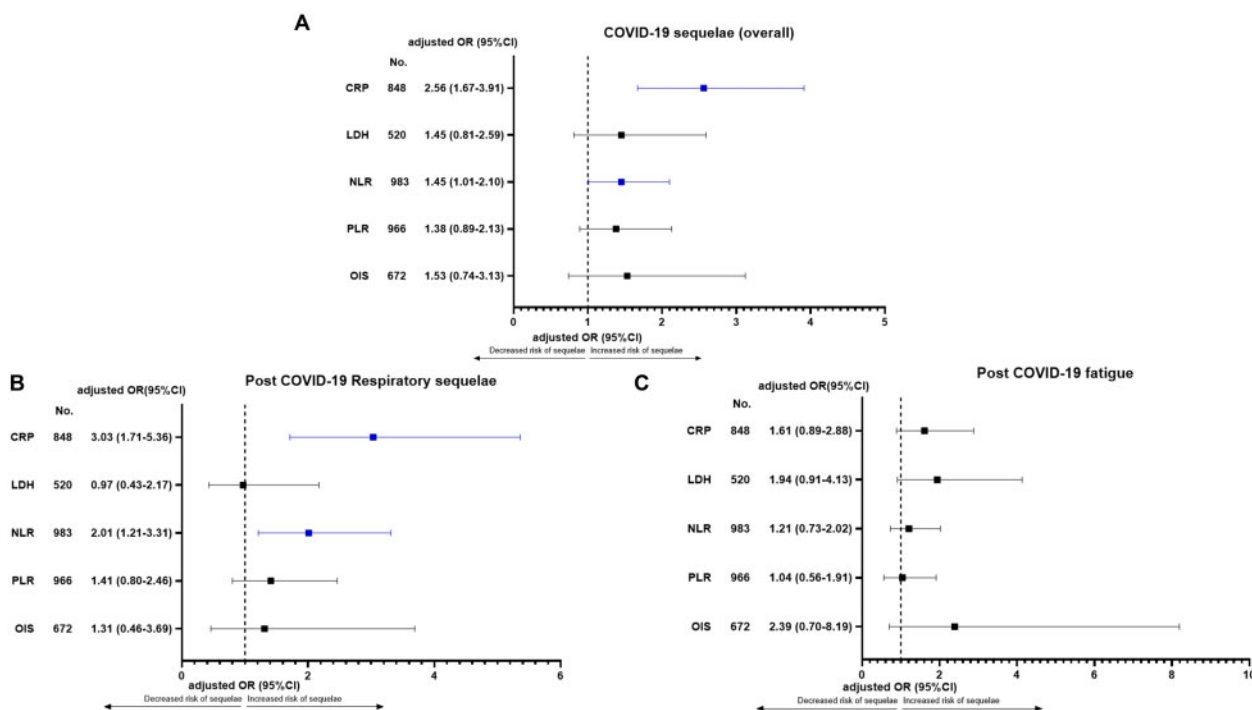 A
adjusted OR (95%CI)
COVID-19 sequelae (overall)
No.
CRP 848 2.56 (1.67-3.91)
LDH 520 1.45 (0.81-2.59)
NLR 983 1.45 (1.01-2.10)
PLR 966 1.38 (0.89-2.13)
OIS 672 1.53 (0.74-3.13)
0 1 2 3 4 5
adjusted OR (95%CI)
Decreased risk of sequelae Increased risk of sequelae
B
adjusted OR(95%CI)
Post COVID-19 Respiratory sequelae
No.
CRP 848 3.03 (1.71-5.36)
LDH 520 0.97 (0.43-2.17)
NLR 983 2.01 (1.21-3.31)
PLR 966 1.41 (0.80-2.46)
OIS 672 1.31 (0.46-3.69)
0 2 4 6
adjusted OR (95%CI)
Decreased risk of sequelae Increased risk of sequelae
C
adjusted OR(95%CI)
Post COVID-19 fatigue
No.
CRP 848 1.61 (0.89-2.88)
LDH 520 1.94 (0.91-4.13)
NLR 983 1.21 (0.73-2.02)
PLR 966 1.04 (0.56-1.91)
OIS 672 2.39 (0.70-8.19)
0 2 4 6 8 10
adjusted OR (95%CI)
Decreased risk of sequelae Increased risk of sequelae